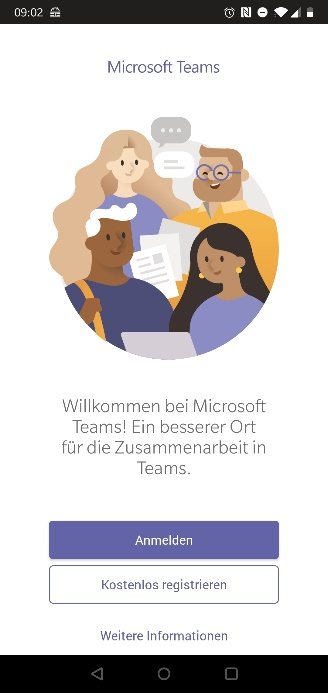 09:02
Microsoft Teams
Willkommen bei Microsoft
Teams! Ein besserer Ort
für die Zusammenarbeit in
Teams.
Anmelden
Kostenlos registrieren
Weitere Informationen